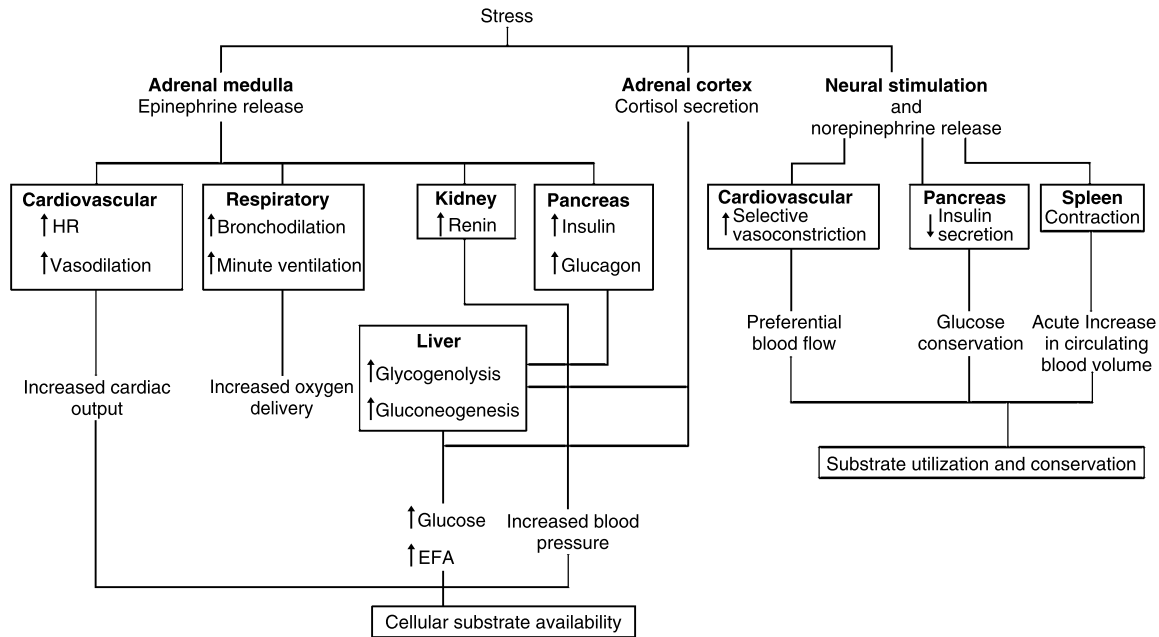 Stress
Adrenal medulla
Epinephrine release
Adrenal cortex
Cortisol secretion
Neural stimulation
and
norepinephrine release
Cardiovascular
↑HR
↑Vasodilation
Respiratory
↑Bronchodilation
↑Minute ventilation
Kidney
↑Renin
Pancreas
↑Insulin
↑Glucagon
Cardiovascular
↑Selective
vasoconstriction
Pancreas
↓Insulin
secretion
Spleen
Contraction
Liver
↑Glycogenolysis
↑Gluconeogenesis
Preferential
blood flow
Glucose
conservation
Acute Increase
in circulating
blood volume
Increased cardiac
output
Increased oxygen
delivery
Substrate utilization and conservation
↑Glucose
↑EFA
Increased blood
pressure
Cellular substrate availability